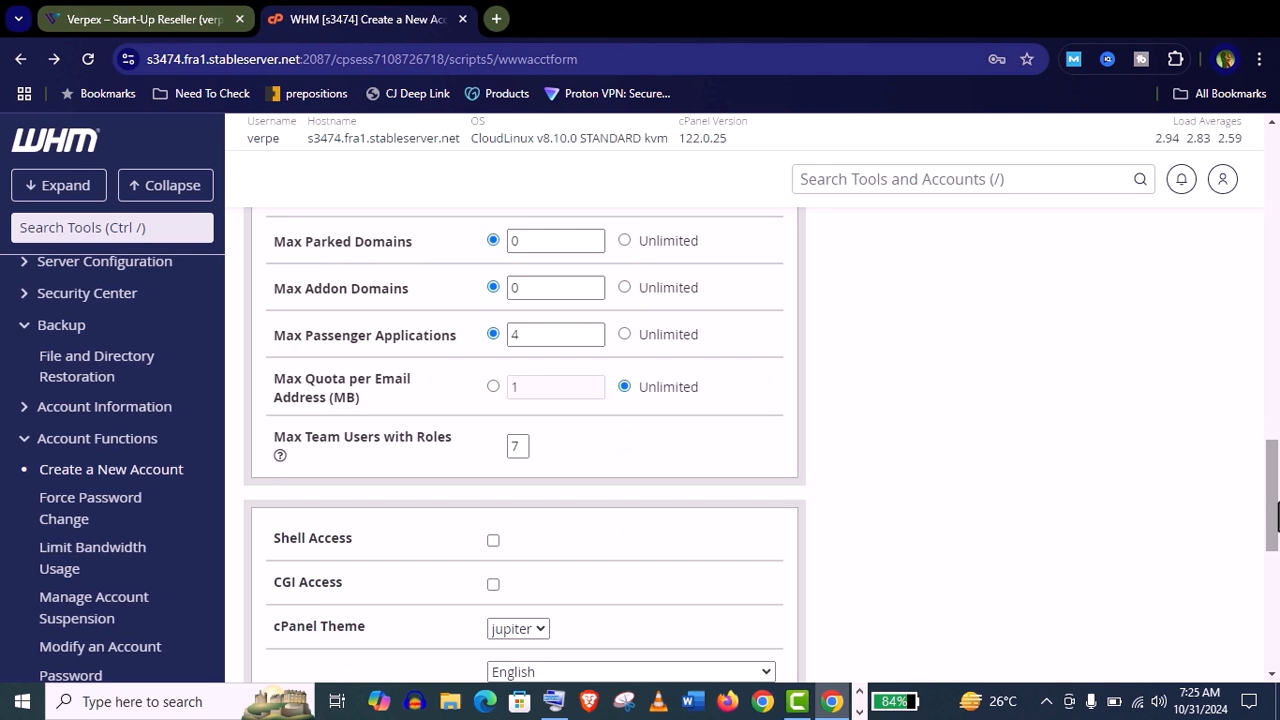 Verpex – Start-Up Reseller (verp
WHM [s3474] Create a New Acc
s3474.fra1.stableserver.net:2087/cpsess7108726718/scripts5/wwwacctform
Bookmarks
Need To Check
prepositions
CJ Deep Link
Products
Proton VPN: Secure...
All Bookmarks
WHM
Username Hostname OS cPanel Version Load Averages
verpe s3474.fra1.stableserver.net CloudLinux v8.10.0 STANDARD kvm 122.0.25 2.94 2.83 2.59
Expand
Collapse
Search Tools and Accounts (/)
Search Tools (Ctrl /)
Server Configuration
Security Center
Backup
File and Directory
Restoration
Account Information
Account Functions
Create a New Account
Force Password
Change
Limit Bandwidth
Usage
Manage Account
Suspension
Modify an Account
Password
Max Parked Domains 0 Unlimited
Max Addon Domains 0 Unlimited
Max Passenger Applications 4 Unlimited
Max Quota per Email
Address (MB) 1 Unlimited
Max Team Users with Roles 7
Shell Access
CGI Access
cPanel Theme jupiter
English
Type here to search
84%
26°C
7:25 AM
10/31/2024